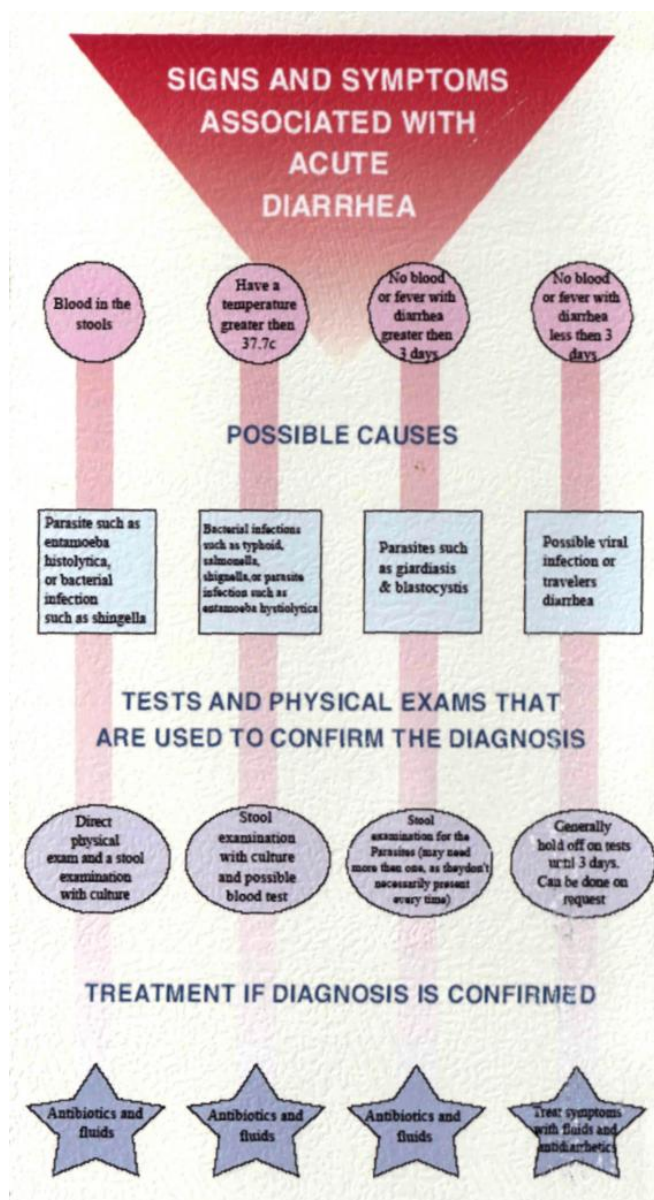 SIGNS AND SYMPTOMS
ASSOCIATED WITH
ACUTE
DIARRHEA
Blood in the
stools
Have a
temperature
greater then
37.7c
No blood
or fever with
diarrhea
greater then
3 days
No blood
or fever with
diarrhea
less then 3
days
POSSIBLE CAUSES
Parasite such as
entamoeba
histolytica,
or bacterial
infection
such as shingella
Bacterial infections
such as typhoid,
salmonella,
shignella,or parasite
infection such as
entamoeba hystiolytica
Parasites such
as giardiasis
& blastocystis
Possible viral
infection or
travelers
diarrhea
TESTS AND PHYSICAL EXAMS THAT
ARE USED TO CONFIRM THE DIAGNOSIS
Direct
physical
exam and a stool
examination
with culture
Stool
examination
with culture
and possible
blood test
Stool
examination for the
Parasites (may need
more than one, as theydon't
necessarily present
every time)
Generally
hold off on tests
until 3 days.
Can be done on
request
TREATMENT IF DIAGNOSIS IS CONFIRMED
Antibiotics and
fluids
Antibiotics and
fluids
Antibiotics and
fluids
Treat symptoms
with fluids and
antidiarrhetics